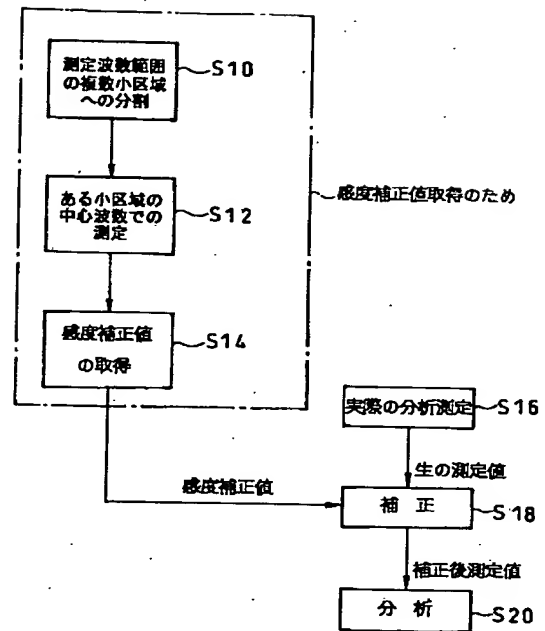 測定波数範囲
の複数小区域
への分割
S10
ある小区域の
中心波数での
測定
S12
感度補正値取得のため
感度補正値
の取得
S14
実際の分析測定
S16
生の測定値
感度補正値
補 正
S18
補正後測定値
分 析
S20